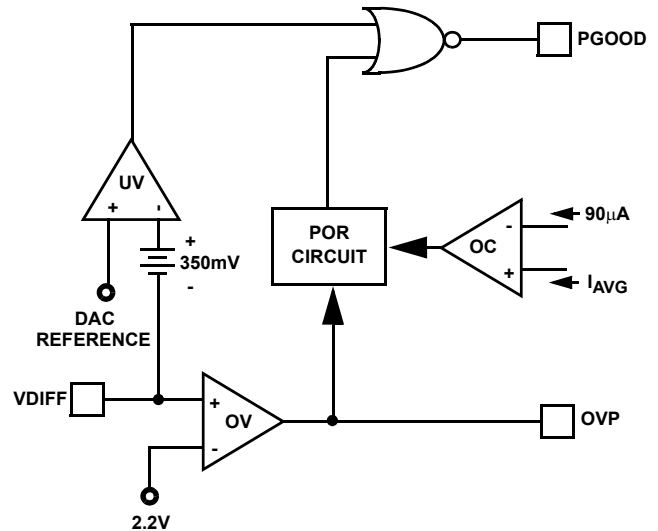 PGOOD
UV
+
-
+
350mV
-
DAC
REFERENCE
POR
CIRCUIT
OC
-
+
90µA
IAVG
VDIFF
+
OV
-
OVP
2.2V